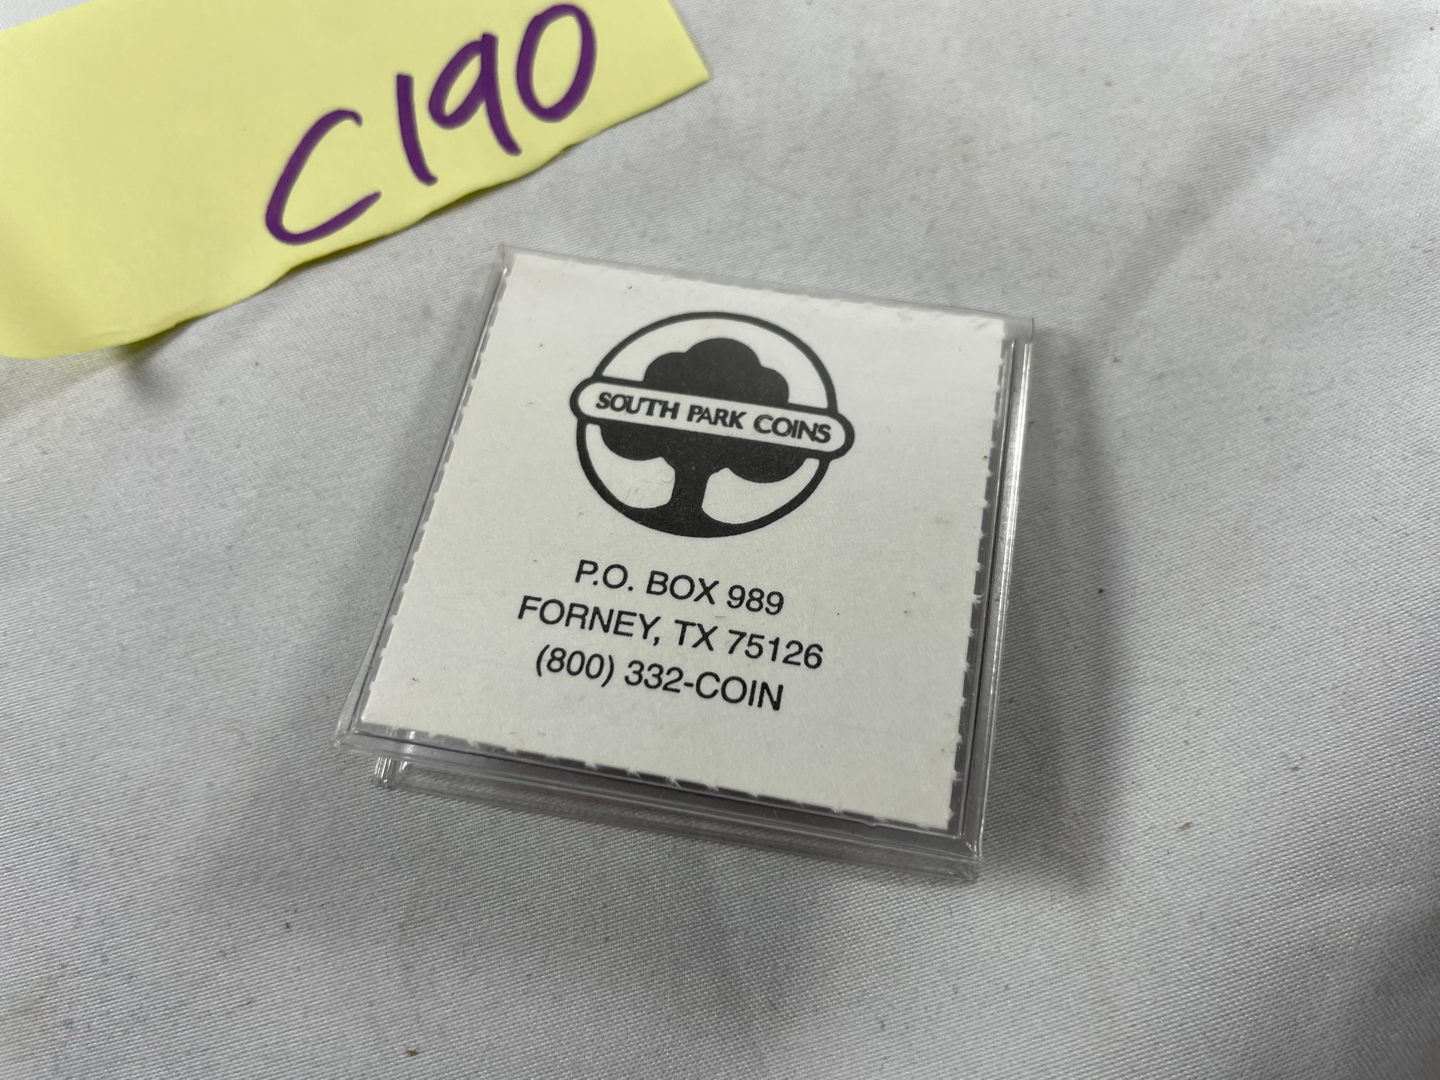 C190
SOUTH PARK COINS
P.O. BOX 989
FORNEY, TX 75126
(800) 332-COIN